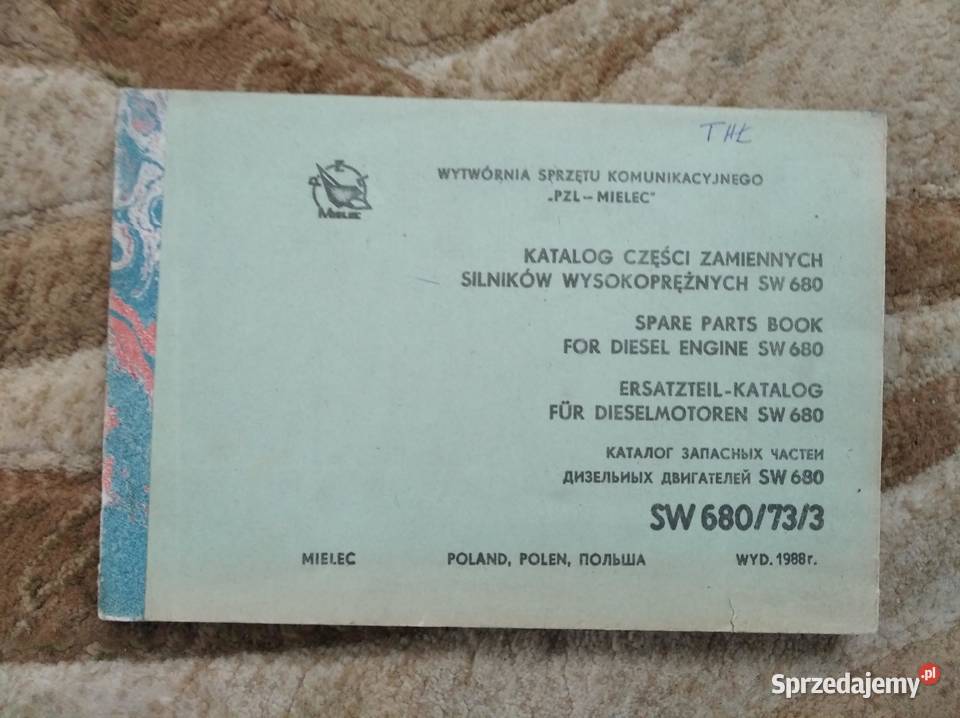 THŁ
MIELEC
WYTWÓRNIA SPRZĘTU KOMUNIKACYJNEGO
„PZL — MIELEC"
KATALOG CZĘŚCI ZAMIENNYCH
SILNIKÓW WYSOKOPRĘŻNYCH SW 680
SPARE PARTS BOOK
FOR DIESEL ENGINE SW 680
ERSATZTEIL-KATALOG
FÜR DIESELMOTOREN SW 680
КАТАЛОГ ЗАПАСНЫХ ЧАСТЕИ
ДИЗЕЛЬНЫХ ДВИГАТЕЛЕЙ SW 680
SW 680/73/3
MIELEC POLAND, POLEN, ПОЛЬША WYD. 1988 r.
Sprzedajemy.pl